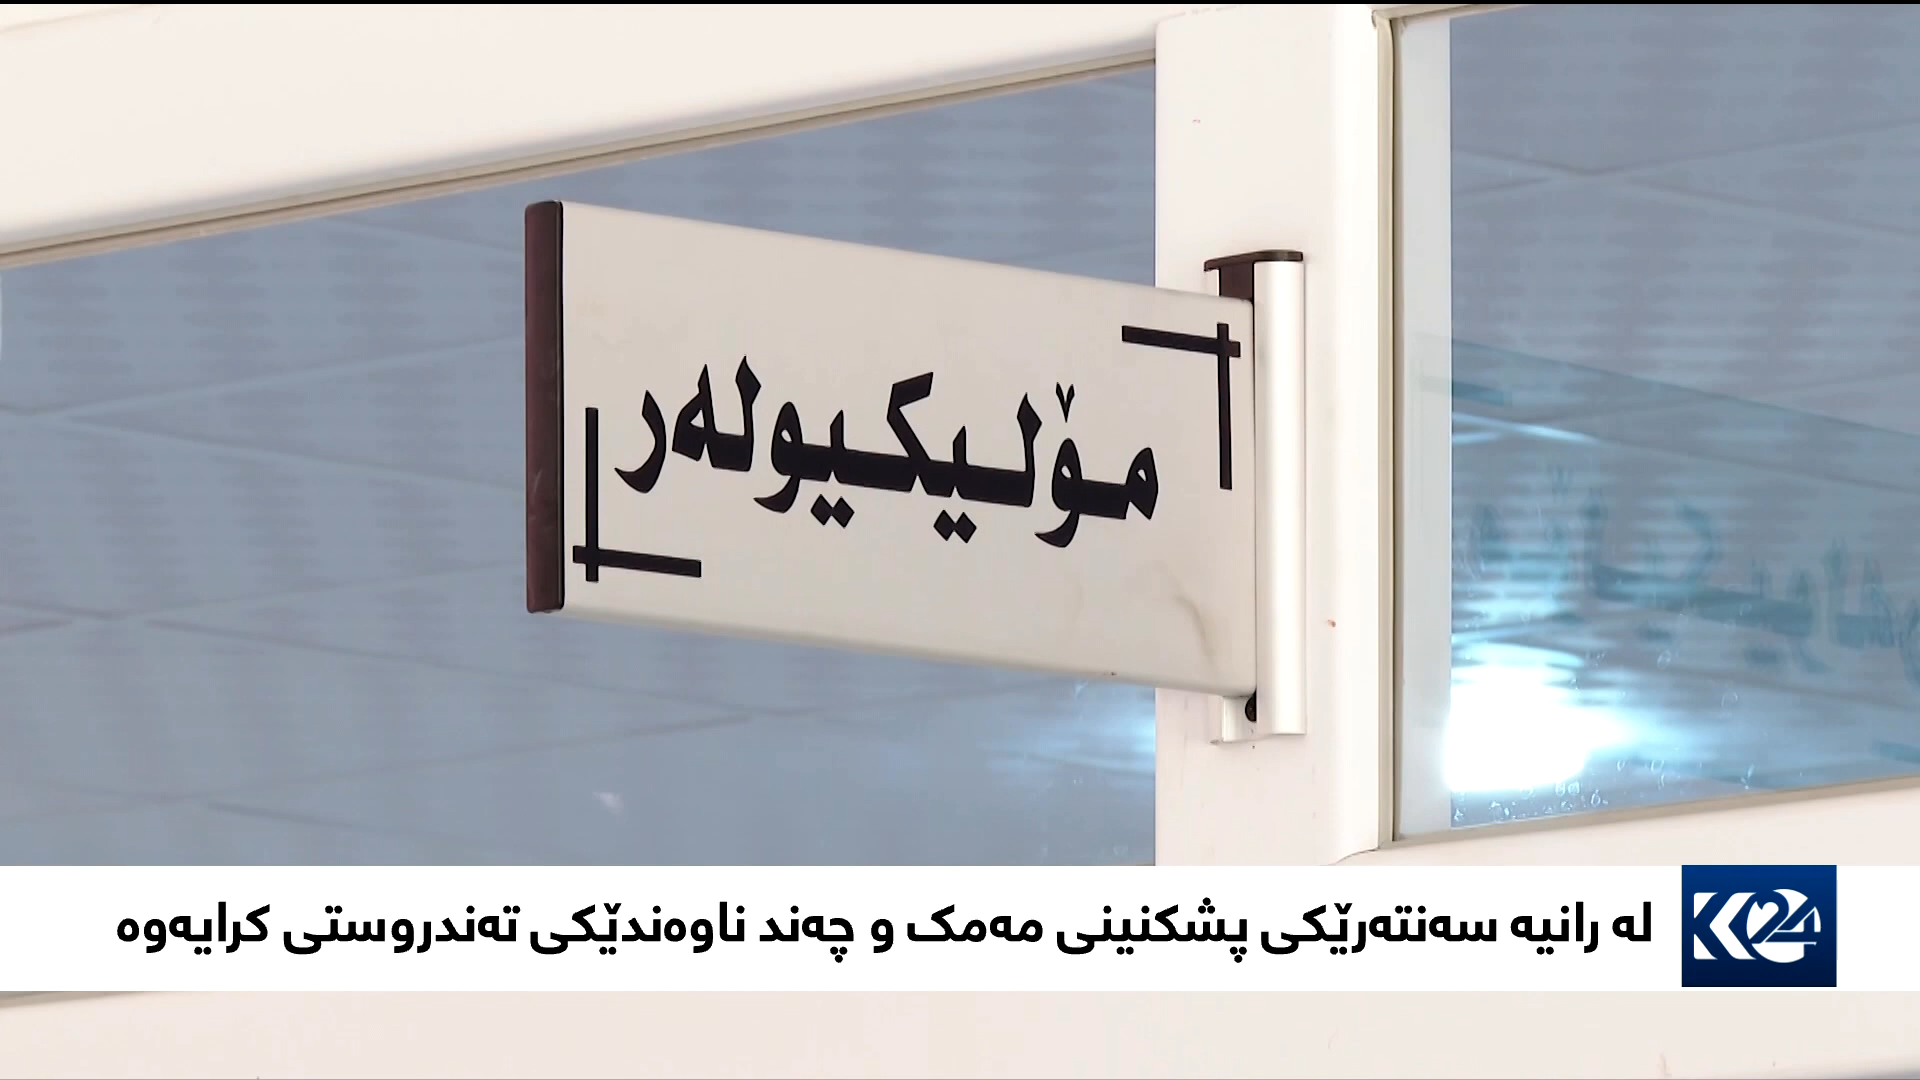 مۆلیکیولەر
لە رانیە سەنتەرێکی پشکنینی مەمک و چەند ناوەندێکی تەندروستی کرایەوە
K24